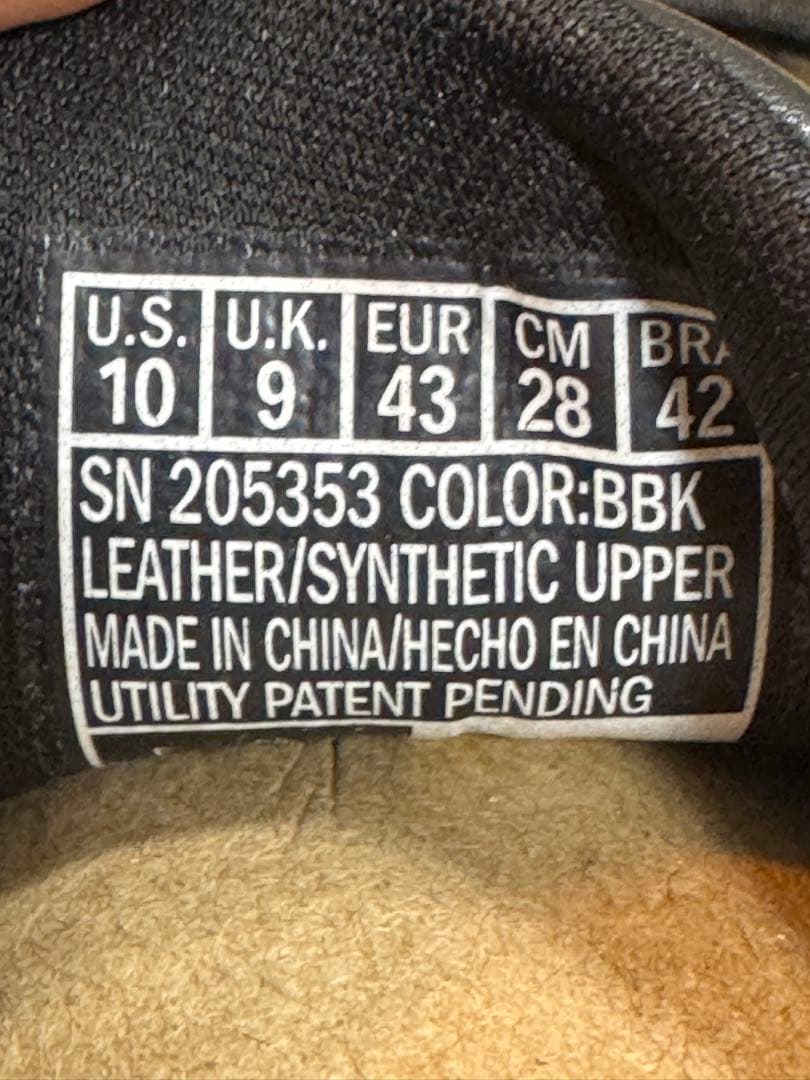 U.S. U.K. EUR CM
10 9 43 28 42
SN 205353 COLOR:BBK
LEATHER/SYNTHETIC UPPER
MADE IN CHINA/HECHO EN CHINA
UTILITY PATENT PENDING